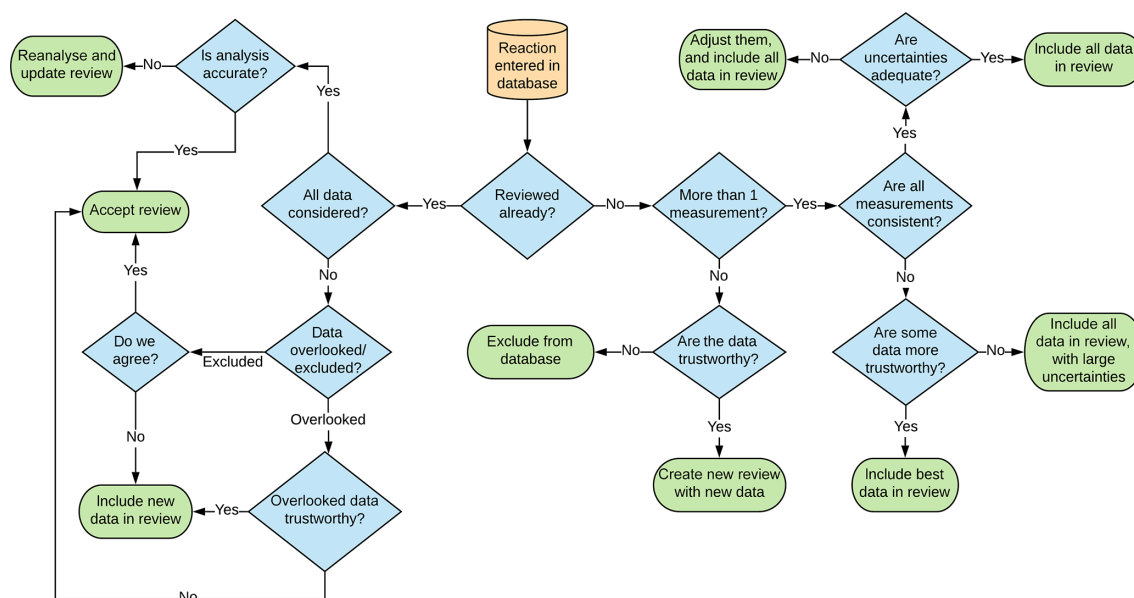 Reanalyse and
update review
No
Is analysis
accurate?
Reaction
entered in
database
Adjust them,
and include all
data in review
No
Are
uncertainties
adequate?
Yes
Include all data
in review
Yes
Yes
Yes
Accept review
All data
considered?
Yes
Reviewed
already?
No
More than 1
measurement?
Yes
Are all
measurements
consistent?
Yes
No
No
No
Do we
agree?
Excluded
Data
overlooked/
excluded?
Exclude from
database
No
Are the data
trustworthy?
Are some
data more
trustworthy?
No
Include all
data in review,
with large
uncertainties
Overlooked
Yes
Yes
No
Include new
data in review
Yes
Overlooked data
trustworthy?
Create new review
with new data
Include best
data in review
No